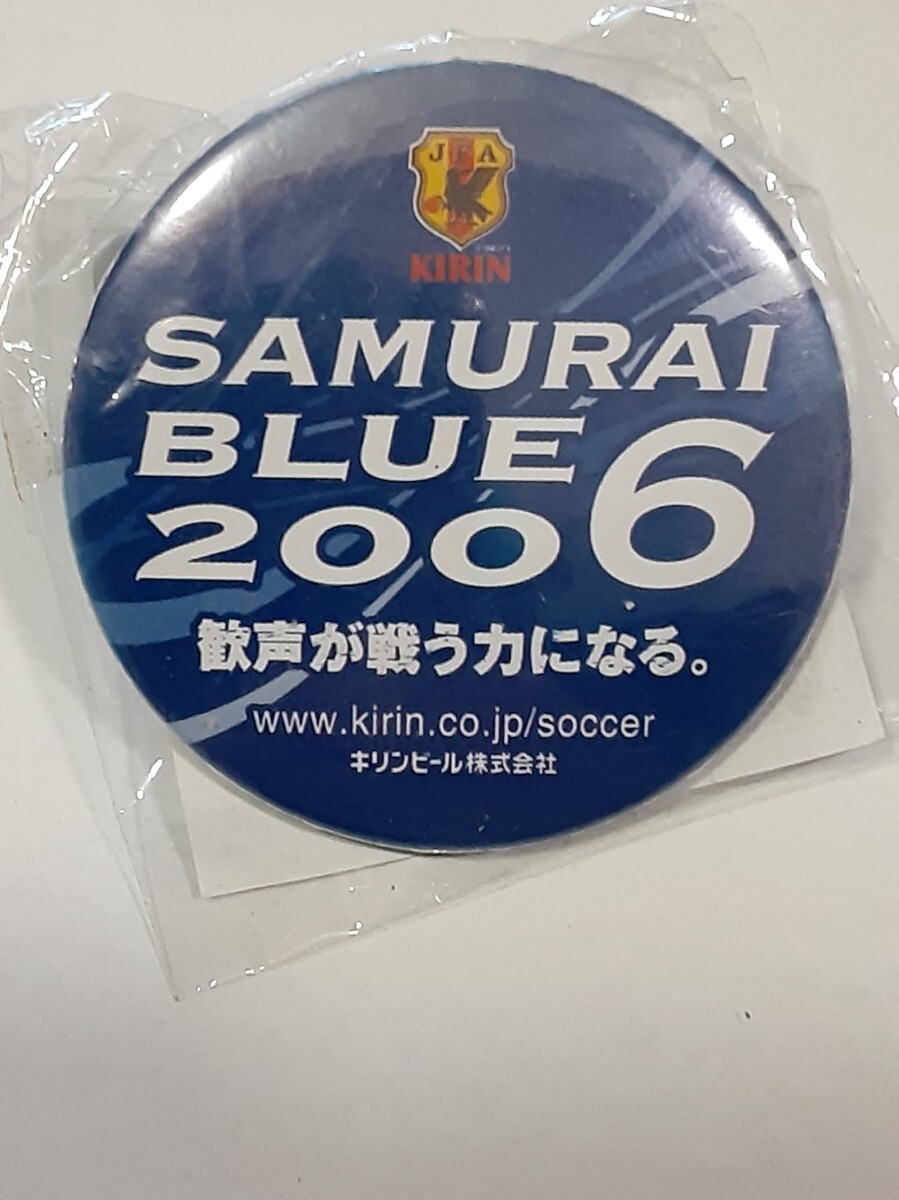 JFA
KIRIN
SAMURAI
BLUE
2006
歓声が戦う力になる。
www.kirin.co.jp/soccer
キリンビール株式会社